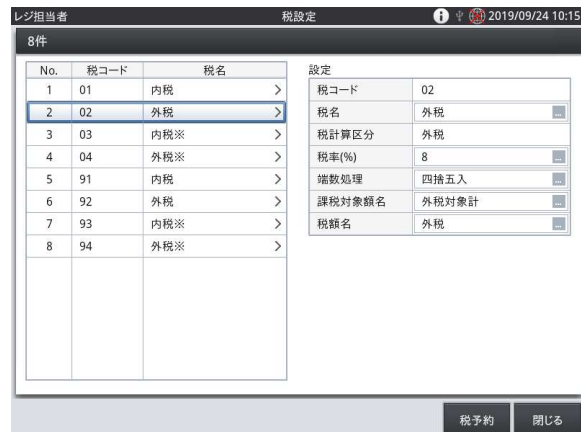 レジ担当者 税設定 2019/09/24 10:15
8件
No. 税コード 税名
1 01 内税 >
2 02 外税 >
3 03 内税※ >
4 04 外税※ >
5 91 内税 >
6 92 外税 >
7 93 内税※ >
8 94 外税※ >
設定
税コード 02
税名 外税 ...
税計算区分 外税
税率(%) 8 ...
端数処理 四捨五入 ...
課税対象額名 外税対象計 ...
税額名 外税 ...
税予約 閉じる